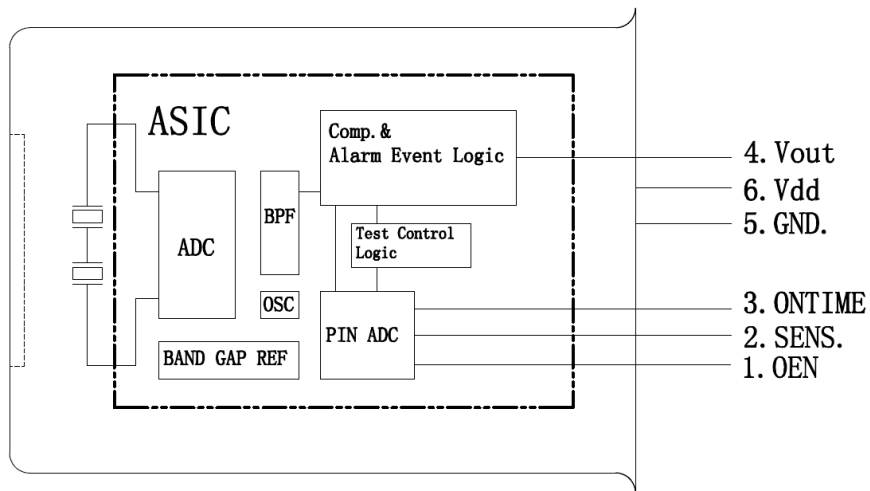 ASIC
Comp. &
Alarm Event Logic
4. Vout
6. Vdd
5. GND.
BPF
ADC
Test Control
Logic
OSC
3. ONTIME
PIN ADC
2. SENS.
BAND GAP REF
1. OEN